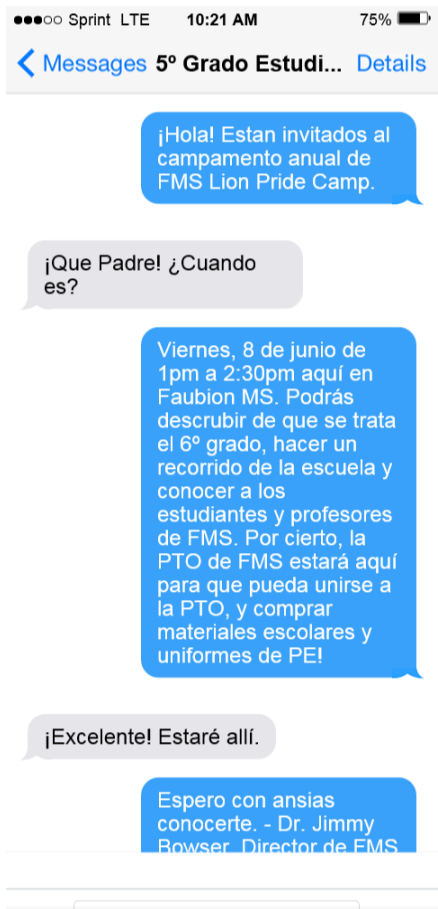 Sprint LTE 10:21 AM 75%
Messages 5º Grado Estudi... Details
¡Hola! Estan invitados al
campamento anual de
FMS Lion Pride Camp.
¡Que Padre! ¿Cuando
es?
Viernes, 8 de junio de
1pm a 2:30pm aquí en
Faubion MS. Podrás
descrubir de que se trata
el 6º grado, hacer un
recorrido de la escuela y
conocer a los
estudiantes y profesores
de FMS. Por cierto, la
PTO de FMS estará aquí
para que pueda unirse a
la PTO, y comprar
materiales escolares y
uniformes de PE!
¡Excelente! Estaré allí.
Espero con ansias
conocerte. - Dr. Jimmy
Bowser, Director de FMS